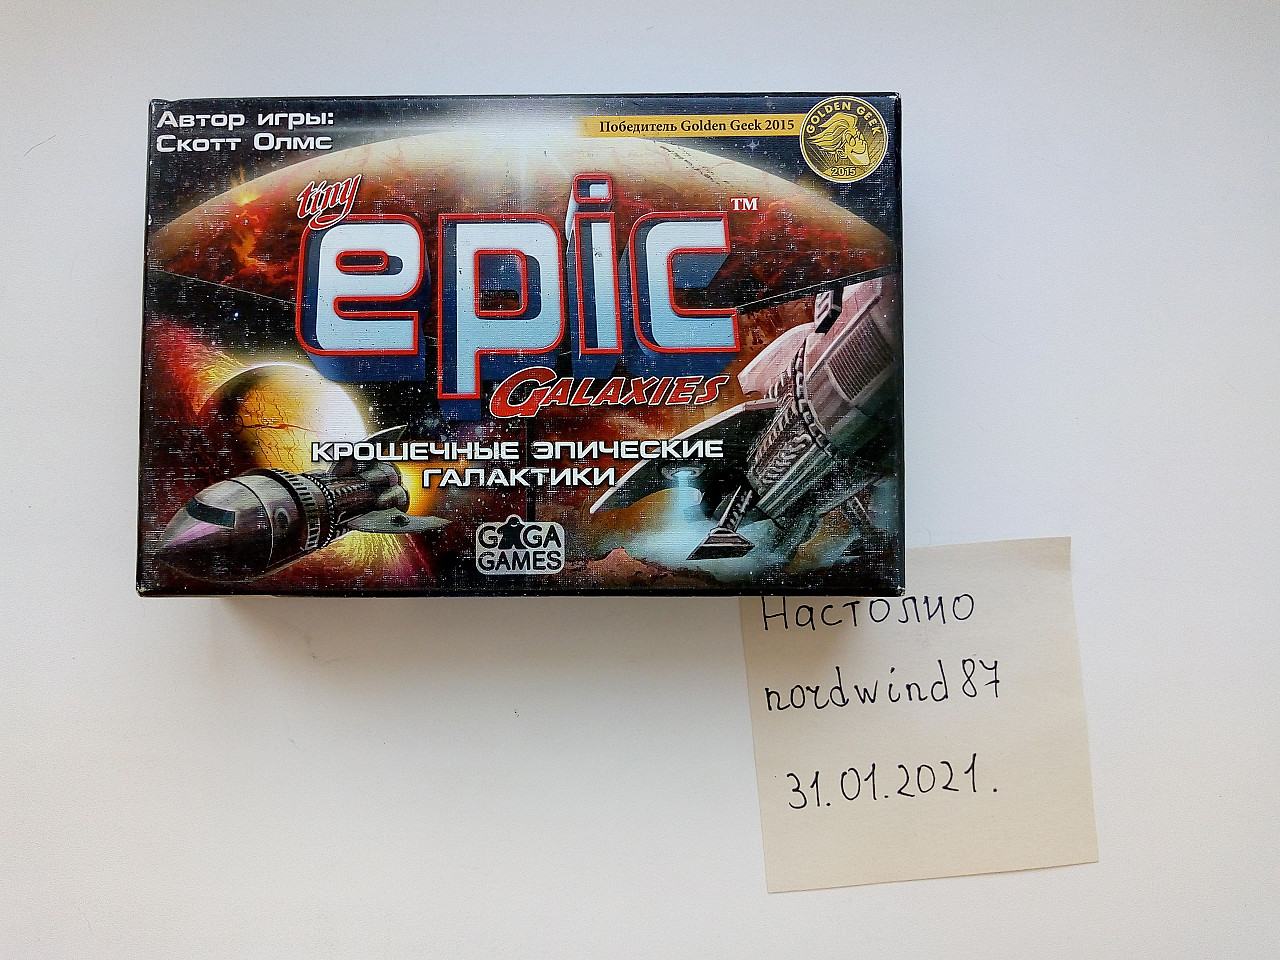 Автор игры:
Скотт Олмс
Победитель Golden Geek 2015
GOLDEN GEEK
2015
tiny
epic™
GALAXIES
КРОШЕЧНЫЕ ЭПИЧЕСКИЕ
ГАЛАКТИКИ
GAGA
GAMES
Настолио
nordwind87
31.01.2021.